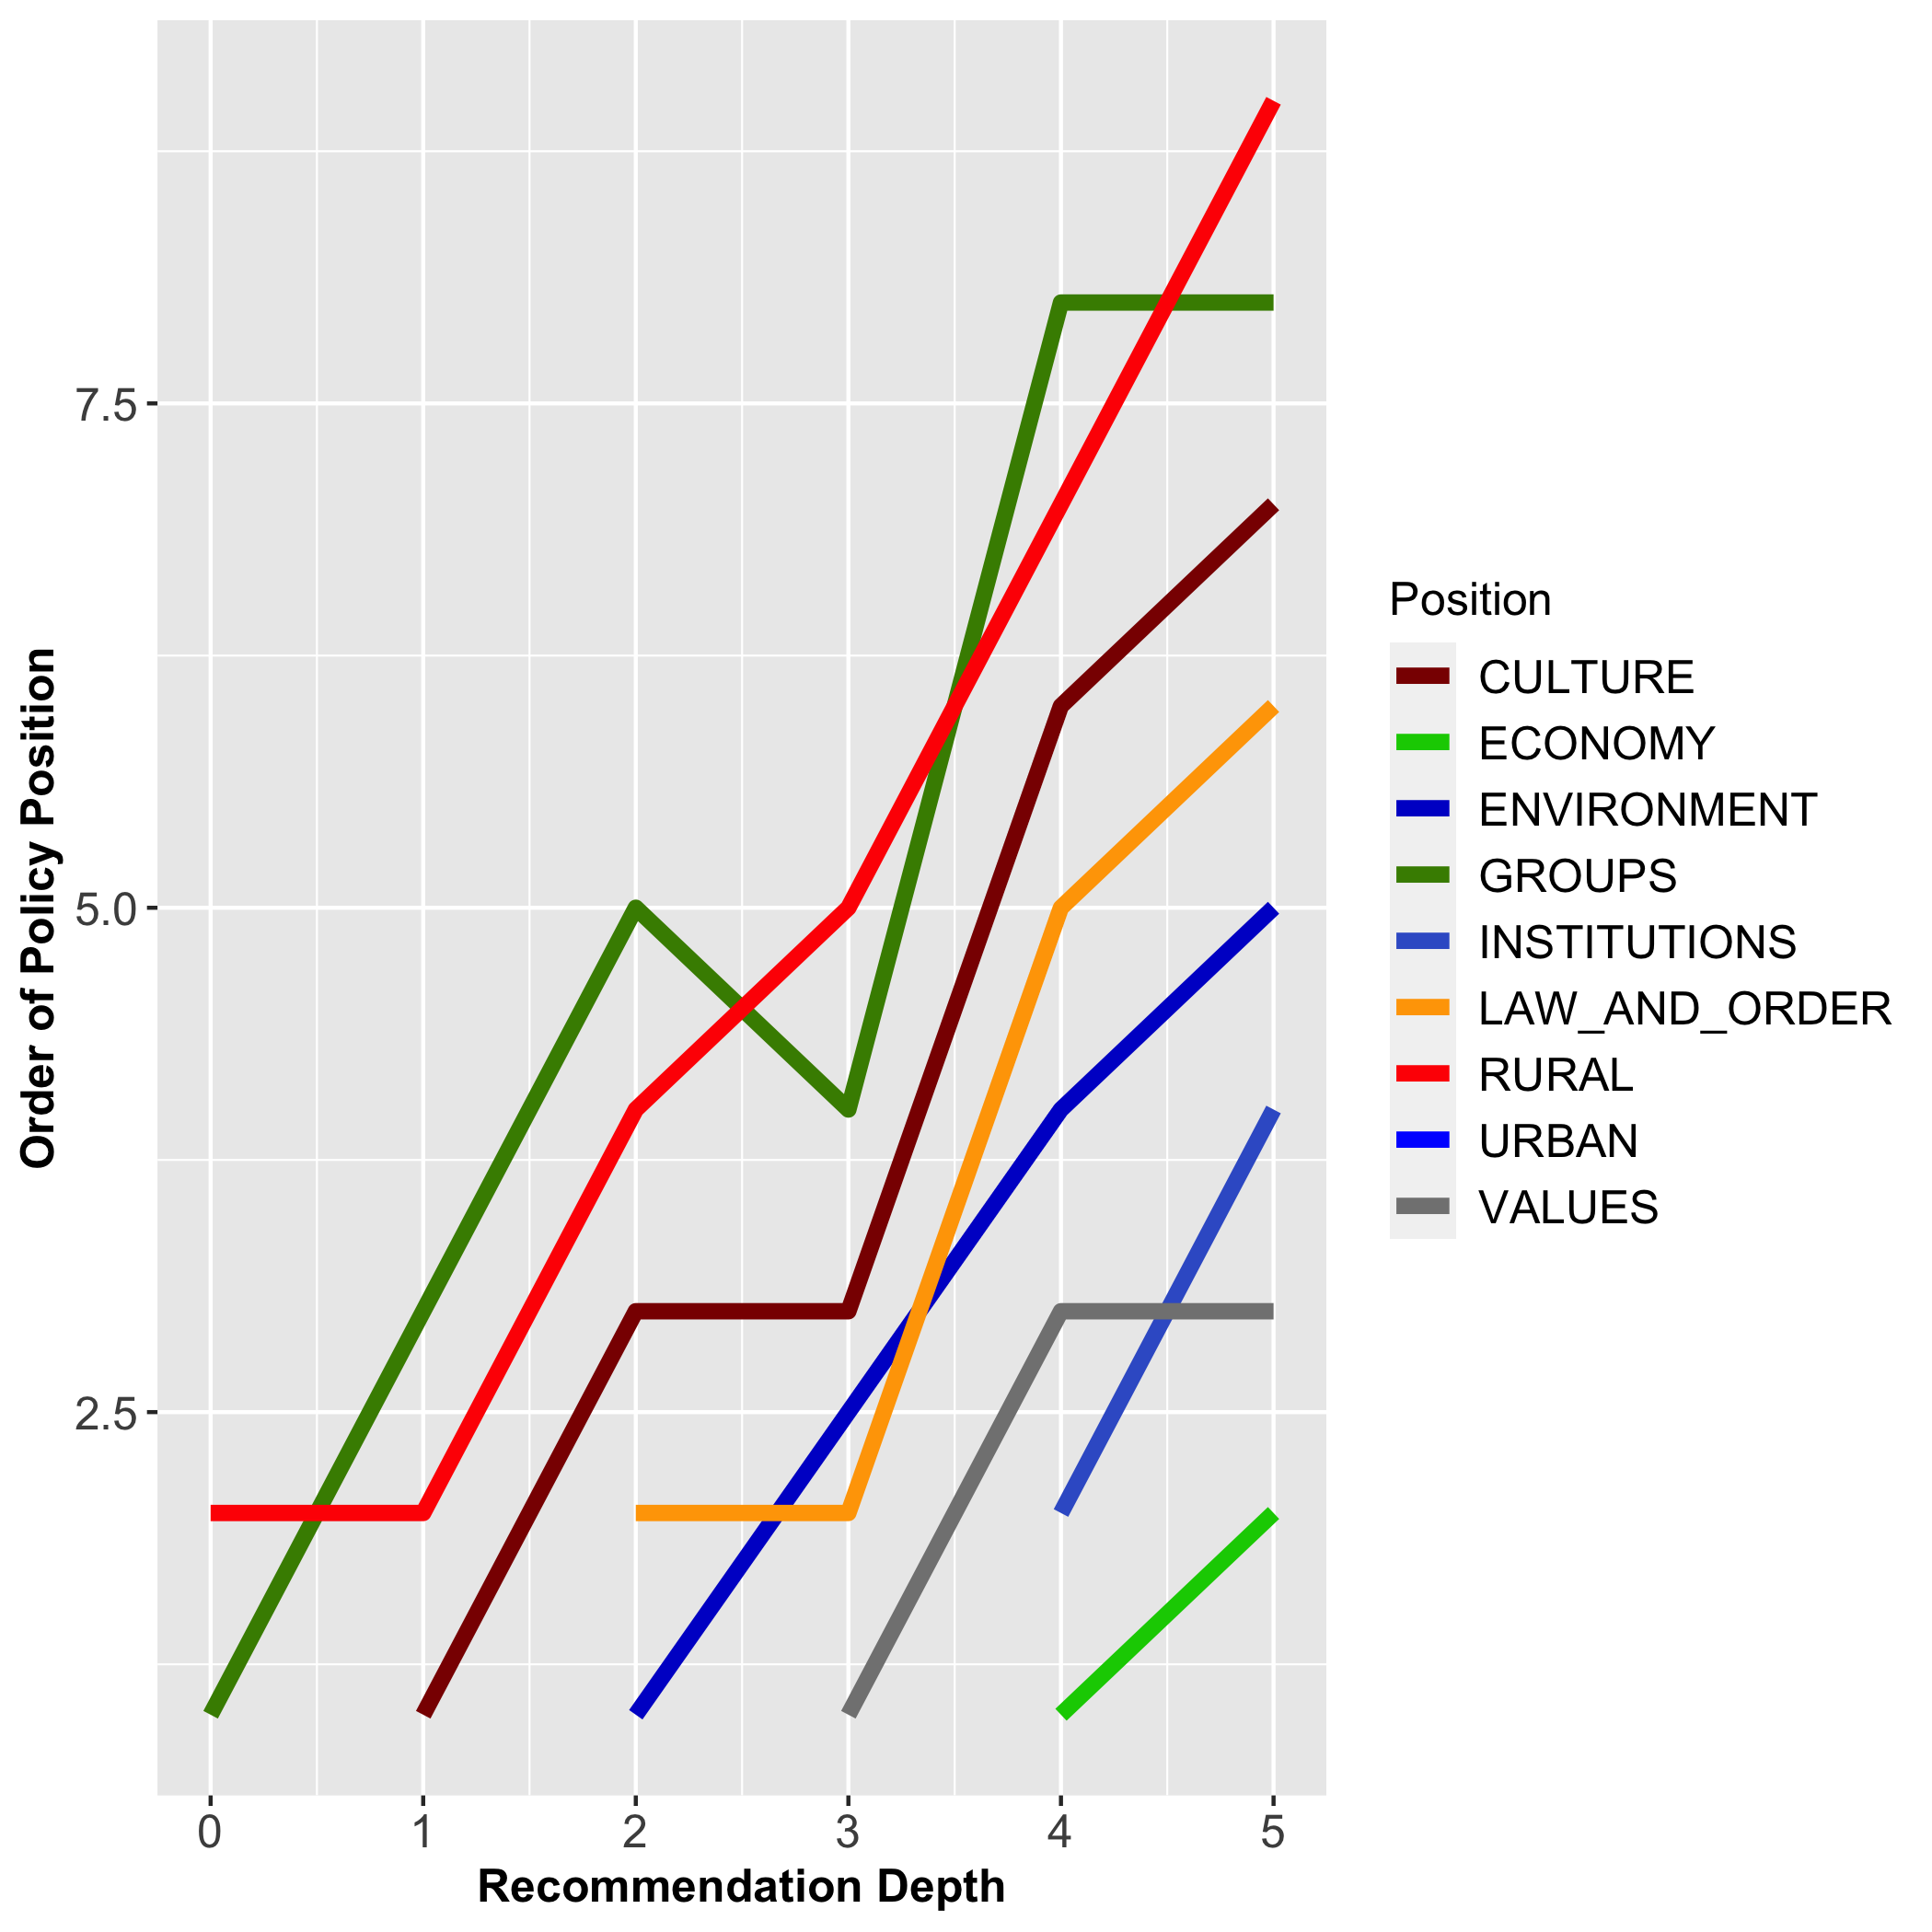 Order of Policy Position
7.5
5.0
2.5
0 1 2 3 4 5
Recommendation Depth
Position
CULTURE
ECONOMY
ENVIRONMENT
GROUPS
INSTITUTIONS
LAW_AND_ORDER
RURAL
URBAN
VALUES